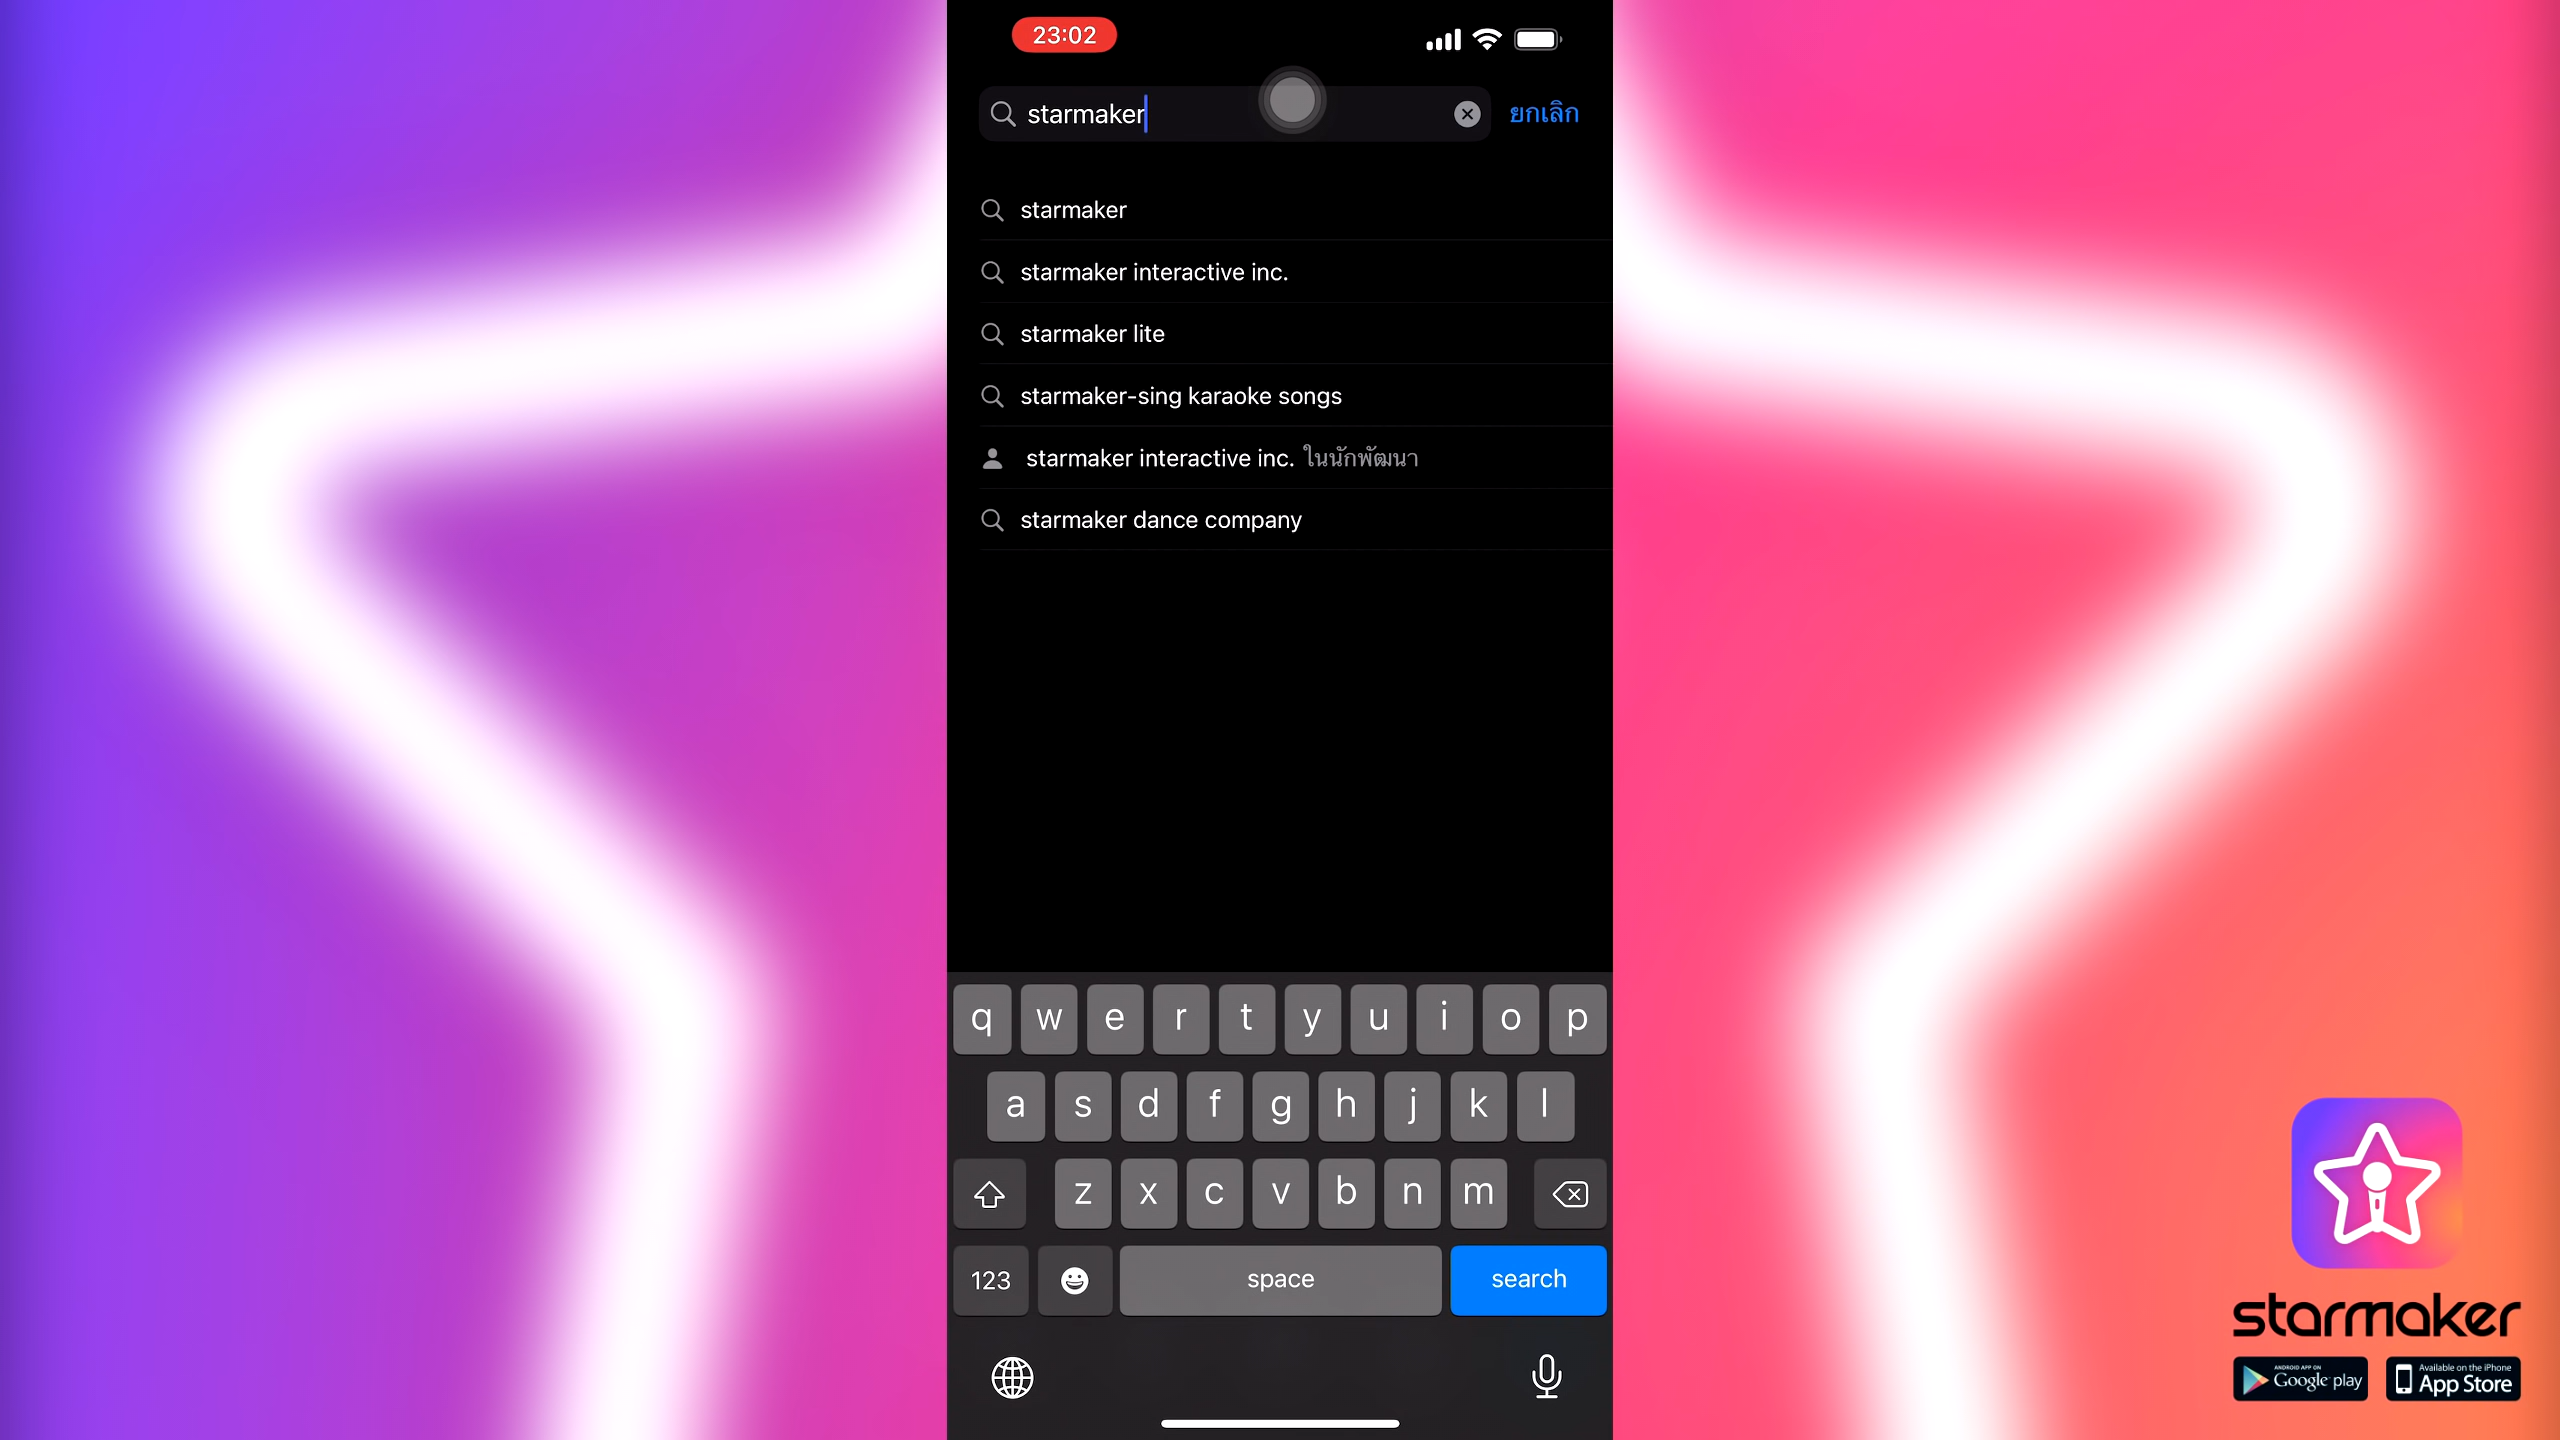 23:02
starmaker
ยกเลิก
starmaker
starmaker interactive inc.
starmaker lite
starmaker-sing karaoke songs
starmaker interactive inc. ในนักพัฒนา
starmaker dance company
q w e r t y u i o p
a s d f g h j k l
z x c v b n m
123 space search
starmaker
ANDROID APP ON
Google play
Available on the iPhone
App Store